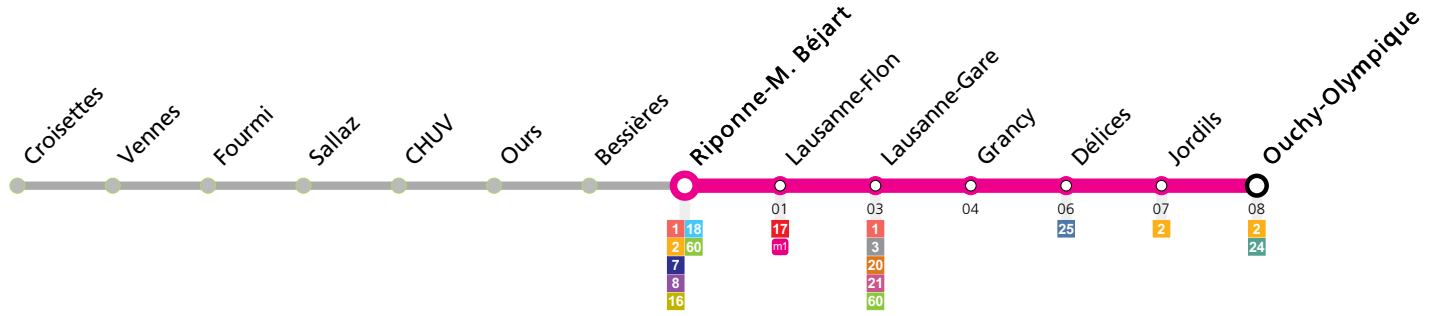 Croisettes
Vennes
Fourmi
Sallaz
CHUV
Ours
Bessières
Riponne-M. Béjart
Lausanne-Flon
Lausanne-Gare
Grancy
Délices
Jordils
Ouchy-Olympique
01 03 04 06 07 08
1 18 17 1 25 2 2
2 60 m1 3 24
7 20
8 21
16 60